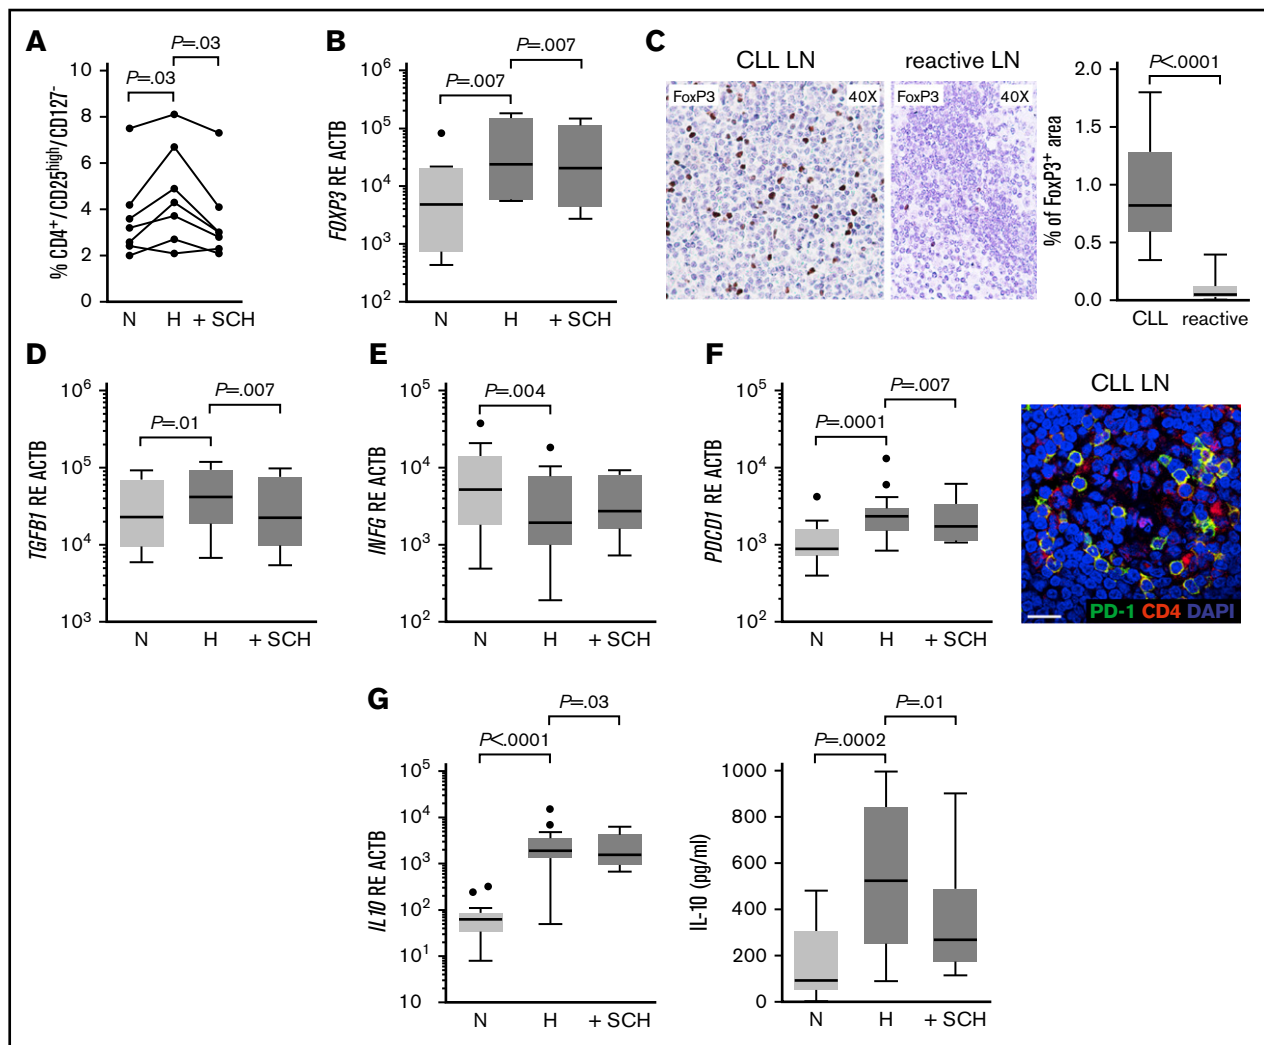 A
P=.03
P=.03
% CD4+/CD25high/CD127-
10
8
6
4
2
0
N H + SCH
B
P=.007
P=.007
FOXP3 RE ACTB
10^6
10^5
10^4
10^3
10^2
N H + SCH
C
CLL LN
FoxP3 40X
reactive LN
FoxP3 40X
P<.0001
% of FoxP3+ area
2.0
1.5
1.0
0.5
0.0
CLL reactive
D
P=.007
P=.01
TGFB1 RE ACTB
10^6
10^5
10^4
10^3
N H + SCH
E
P=.004
INFG RE ACTB
10^5
10^4
10^3
10^2
N H + SCH
F
P=.007
P=.0001
PDCD1 RE ACTB
10^5
10^4
10^3
10^2
N H + SCH
CLL LN
PD-1 CD4 DAPI
G
P=.03
P<.0001
IL10 RE ACTB
10^5
10^4
10^3
10^2
10^1
10
N H + SCH
P=.01
P=.0002
IL-10 (pg/ml)
1000
800
600
400
200
0
N H + SCH